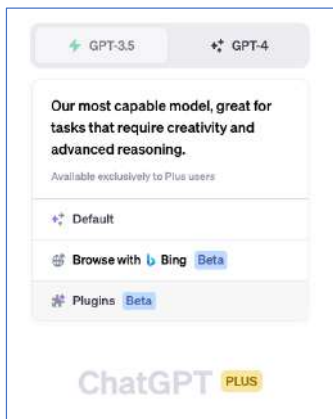 GPT-3.5
GPT-4
Our most capable model, great for
tasks that require creativity and
advanced reasoning.
Available exclusively to Plus users
Default
Browse with Bing Beta
Plugins Beta
ChatGPT PLUS